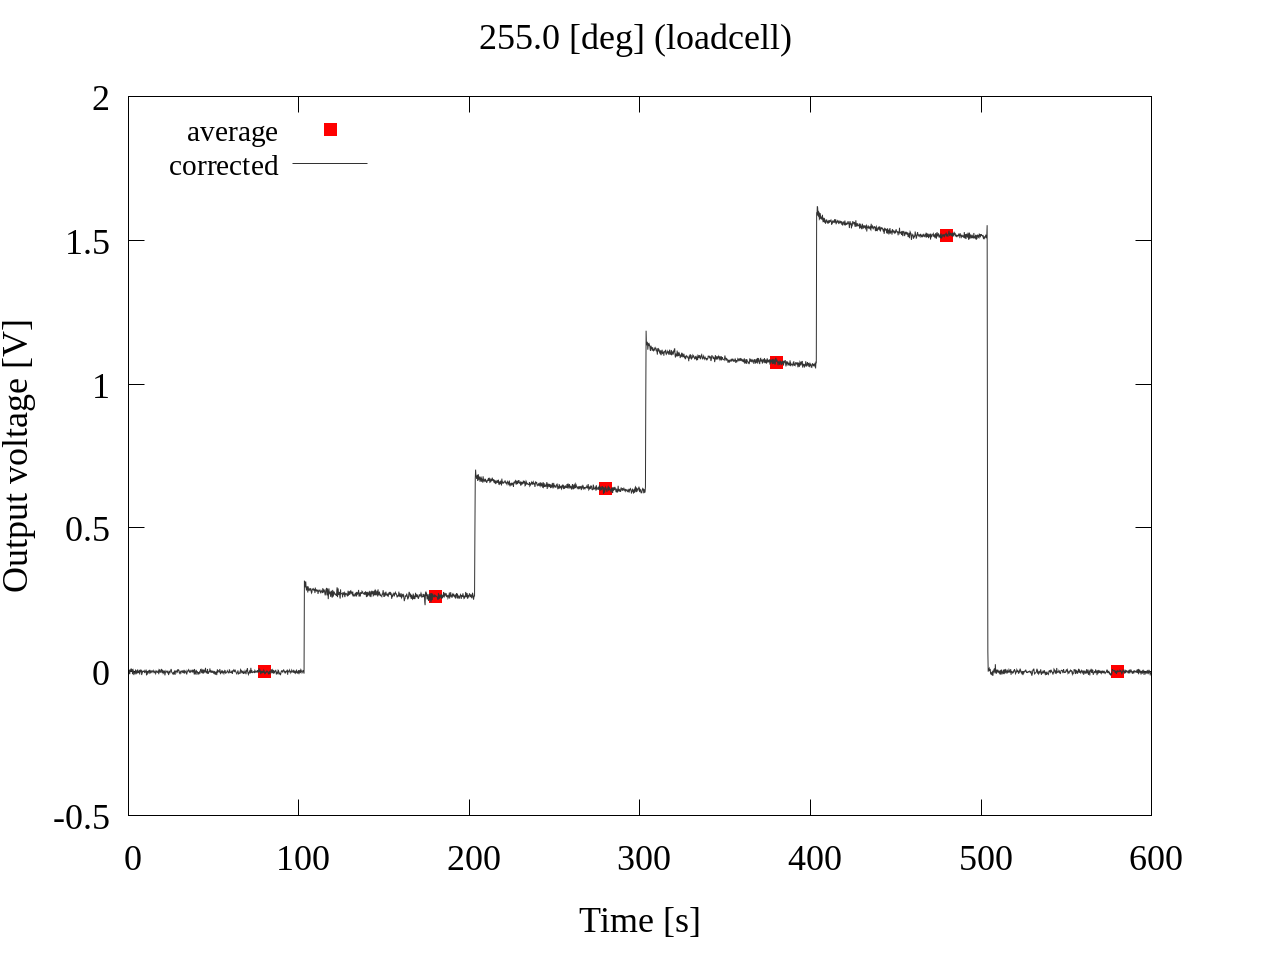 255.0 [deg] (loadcell)
average
corrected
2
1.5
1
0.5
0
-0.5
Output voltage [V]
0 100 200 300 400 500 600
Time [s]